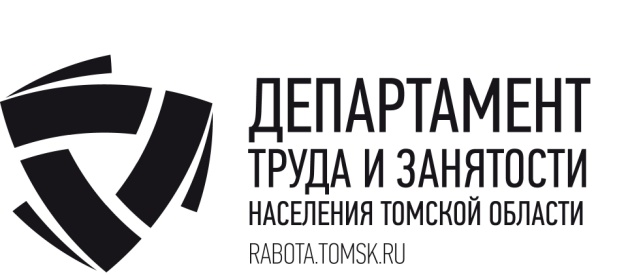 ДЕПАРТАМЕНТ
ТРУДА И ЗАНЯТОСТИ
НАСЕЛЕНИЯ ТОМСКОЙ ОБЛАСТИ
RABOTA.TOMSK.RU